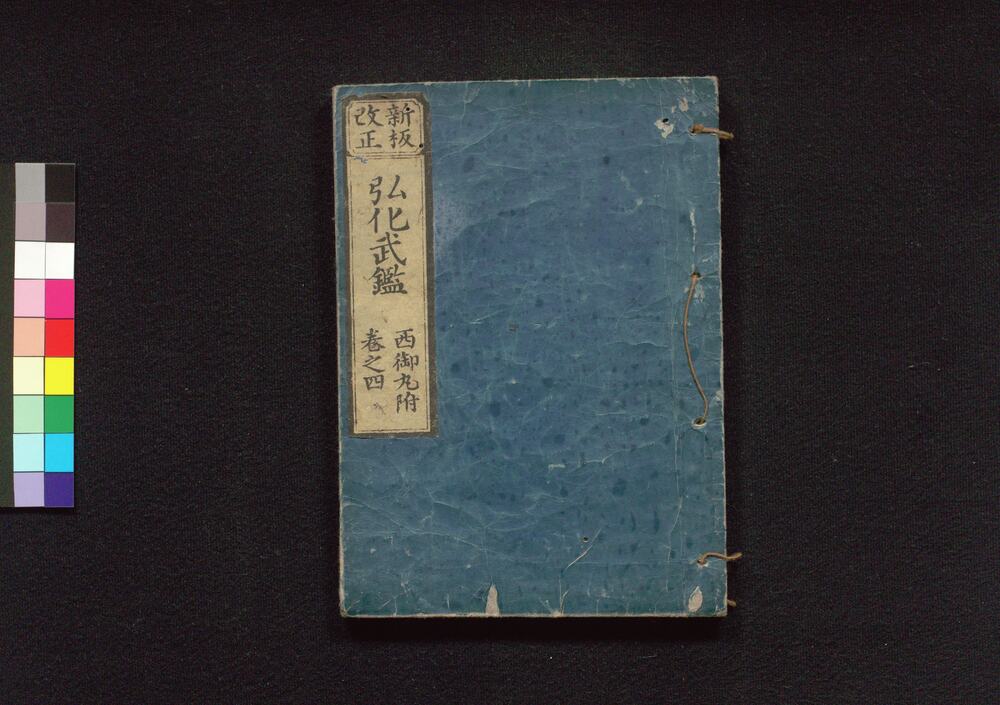 新板
改正
弘化武鑑
西御丸附
巻之四